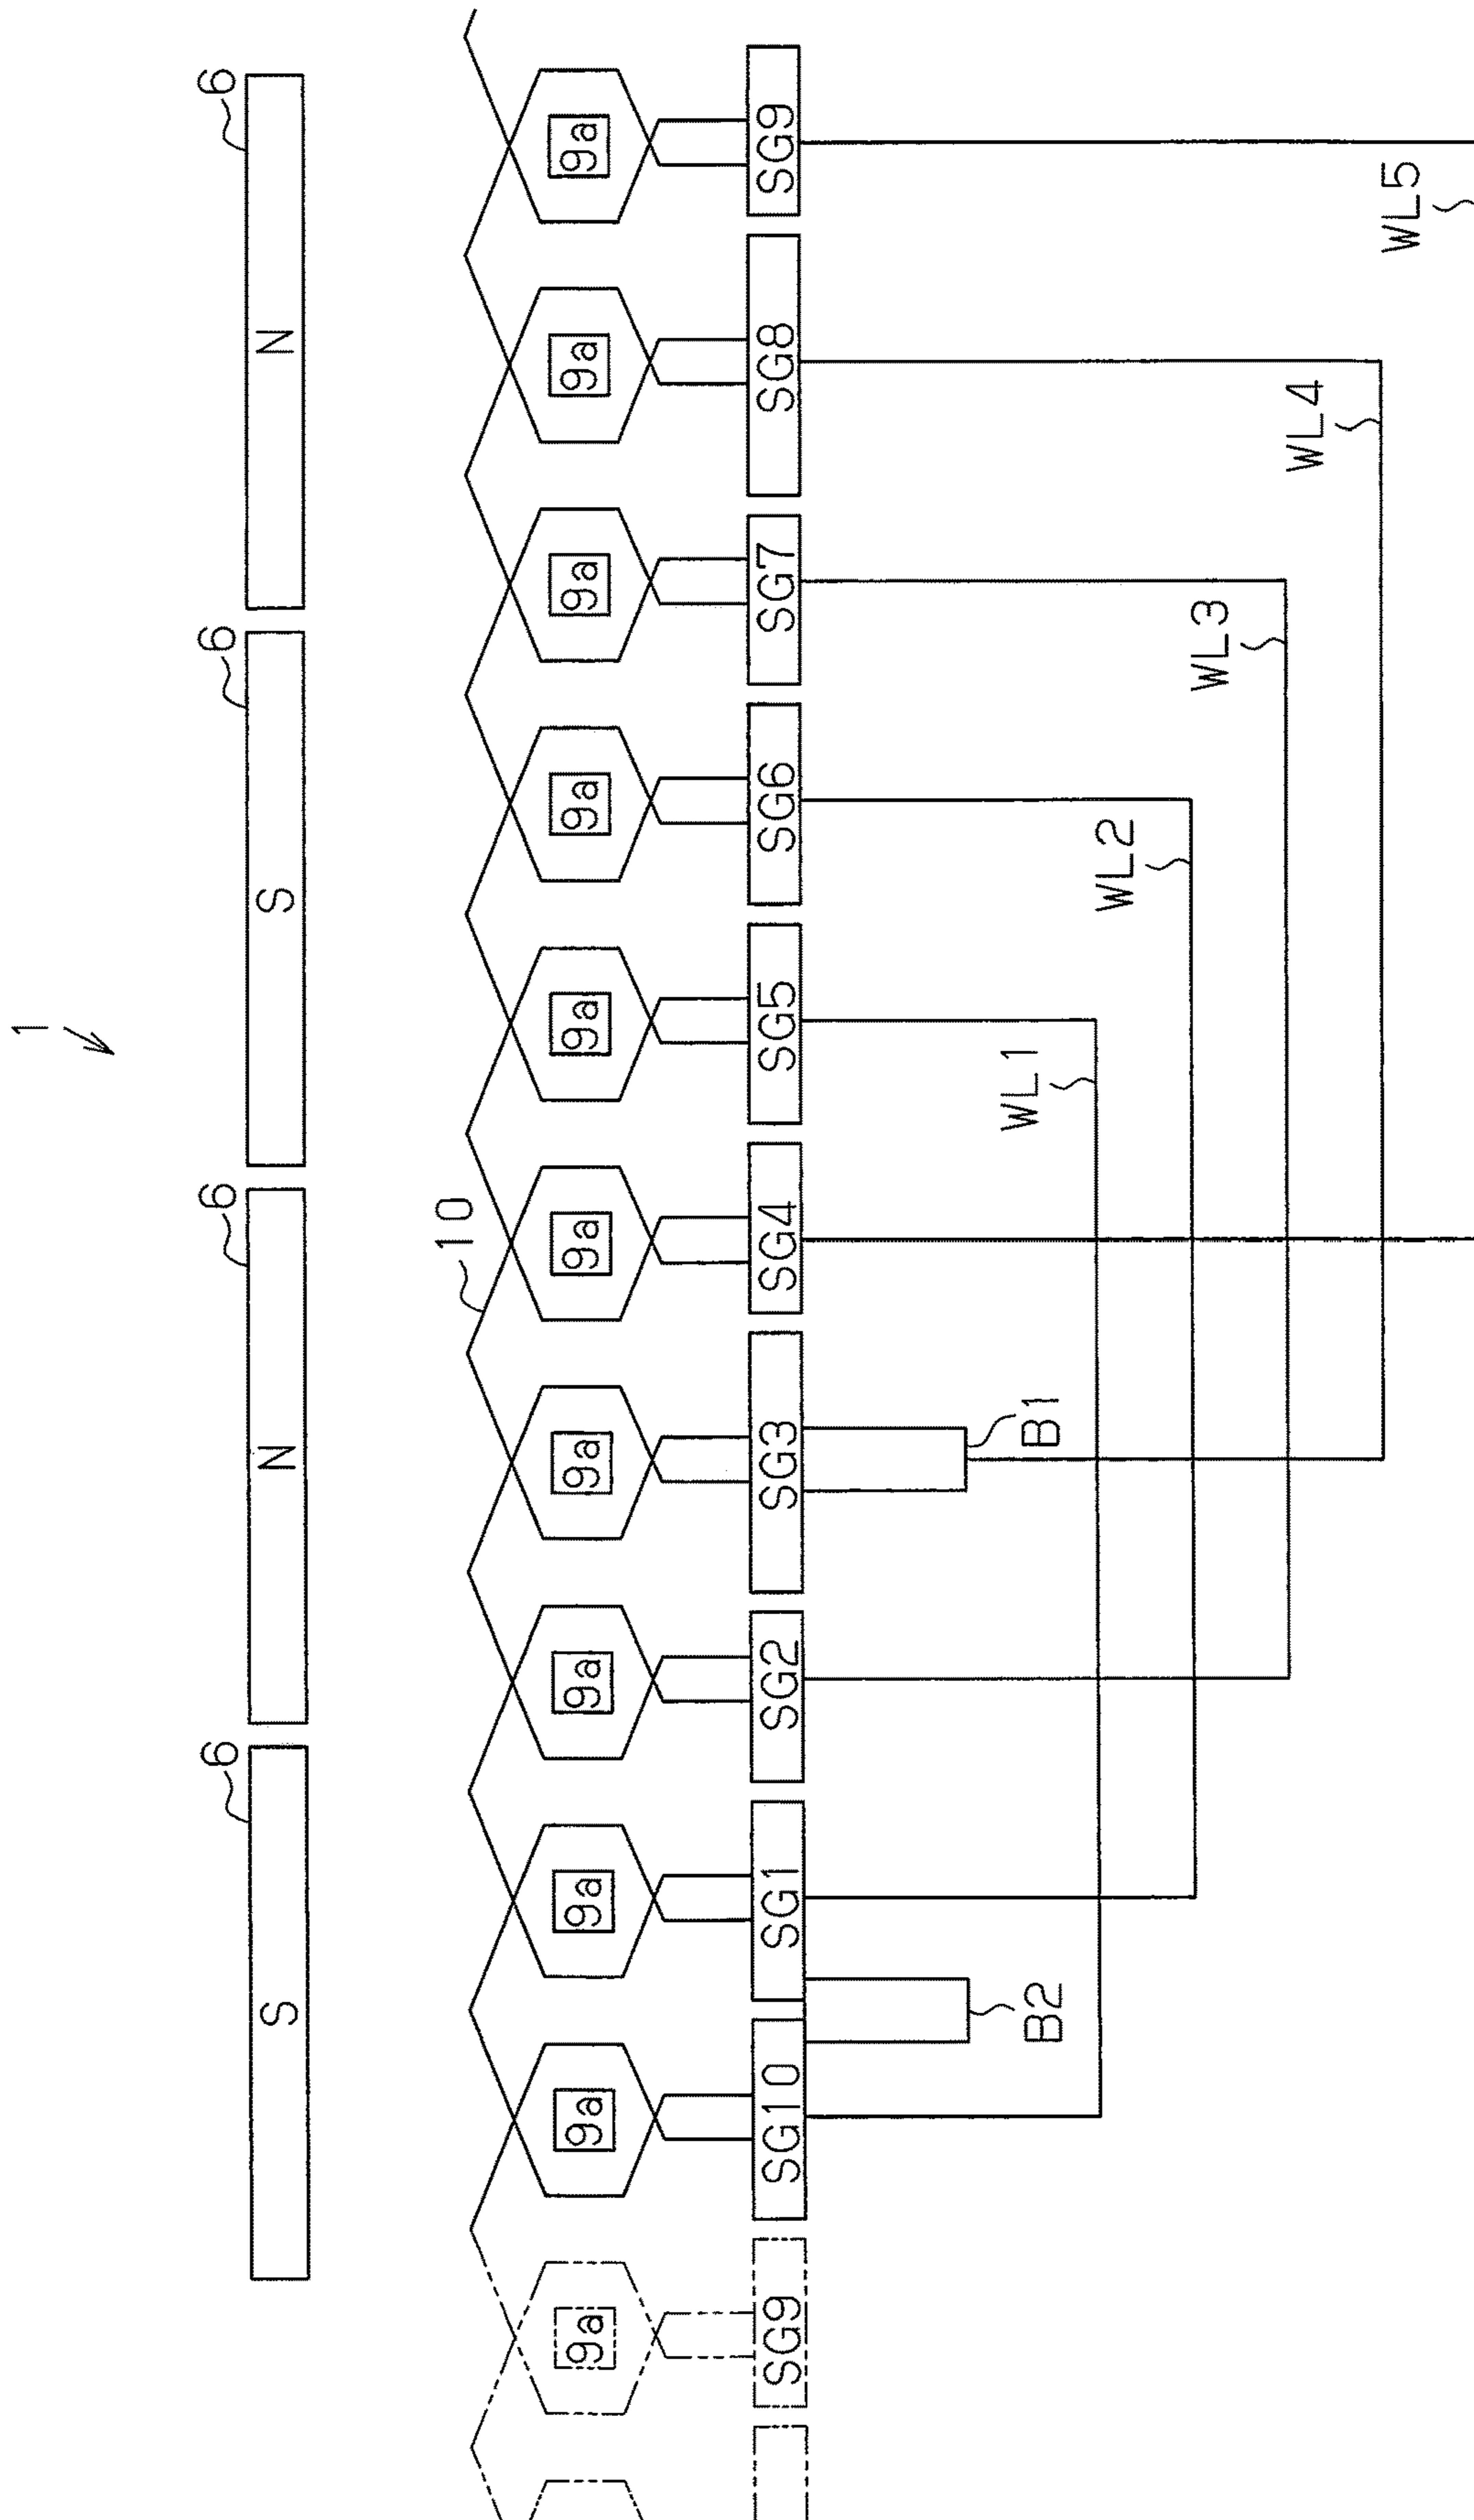 1
6 6 6 6
S N S N
10
9a 9a 9a 9a 9a 9a 9a 9a 9a 9a 9a
SG9 SG10 SG1 SG2 SG3 SG4 SG5 SG6 SG7 SG8 SG9
B2 B1
WL1
WL2
WL3
WL4
WL5